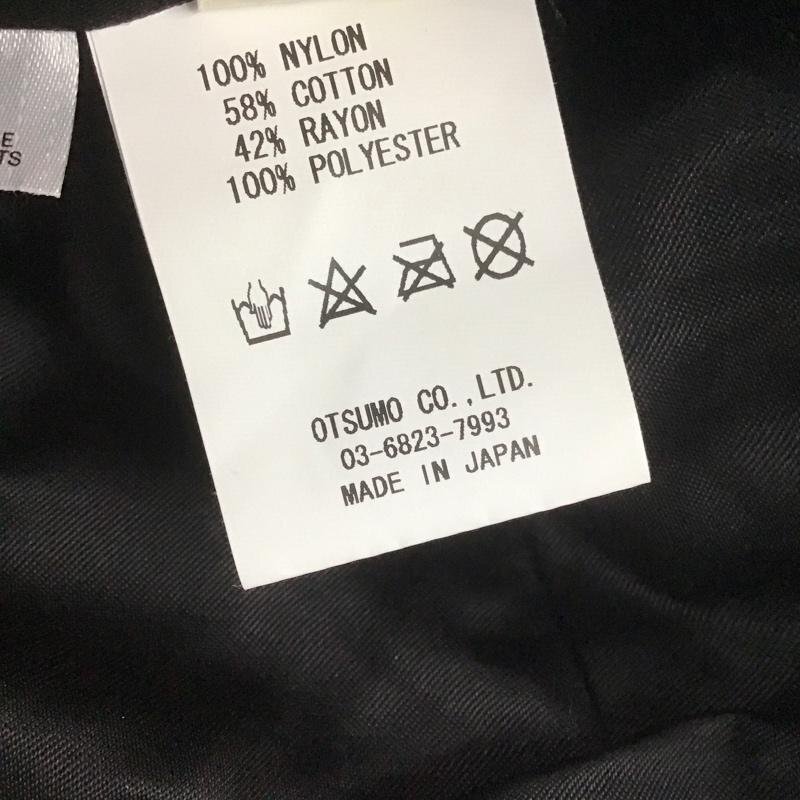 100% NYLON
58% COTTON
42% RAYON
100% POLYESTER
OTSUMO CO.,LTD.
03-6823-7993
MADE IN JAPAN